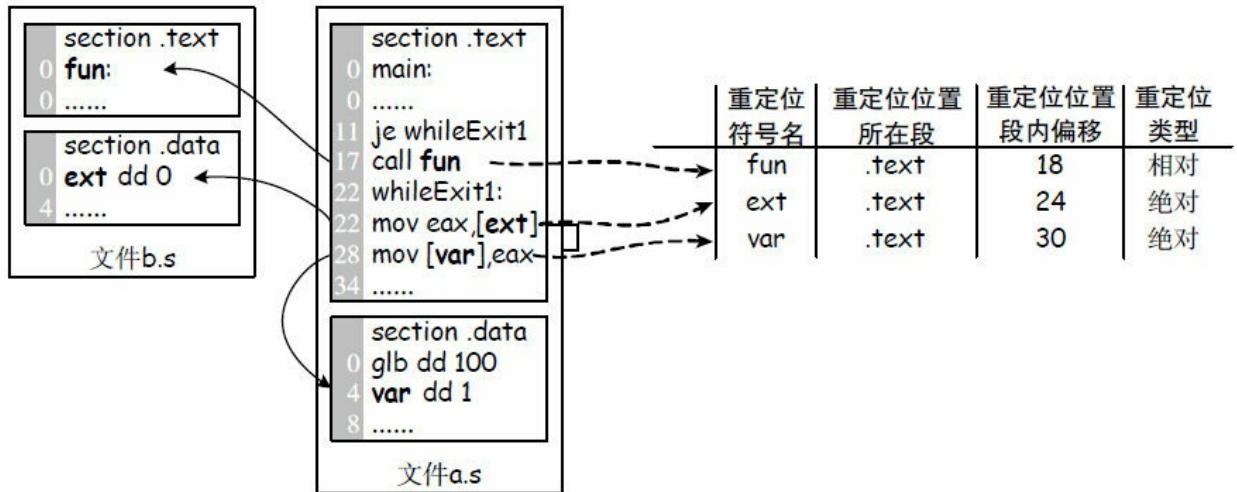 section .text
0 fun:
0 ......
section .data
0 ext dd 0
4 ......
文件b.s
section .text
0 main:
0 ......
11 je whileExit1
17 call fun
22 whileExit1:
22 mov eax,[ext]
28 mov [var],eax
34 ......
section .data
0 glb dd 100
4 var dd 1
8 ......
文件a.s
重定位符号名 重定位位置所在段 重定位位置段内偏移 重定位类型
fun .text 18 相对
ext .text 24 绝对
var .text 30 绝对